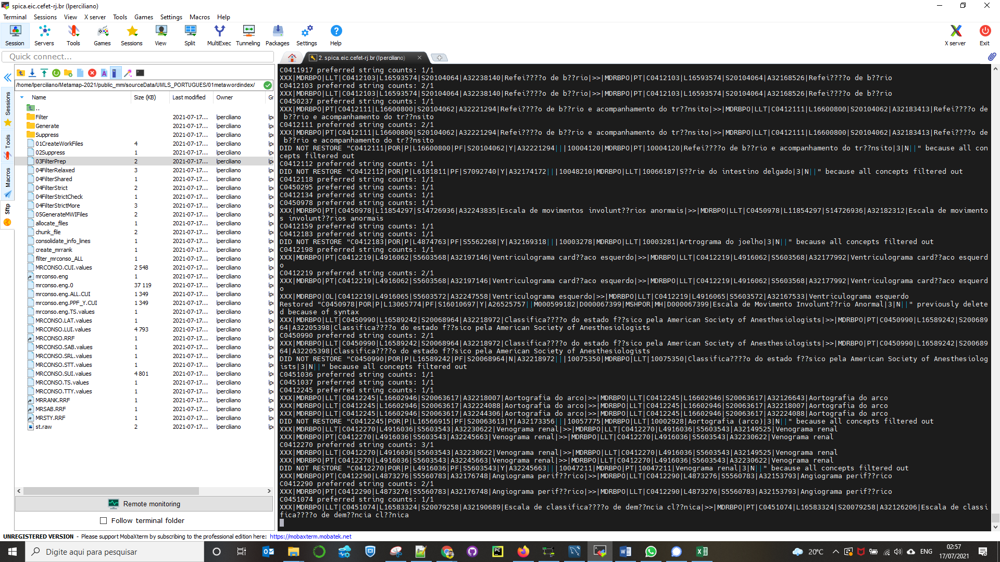 spica.eic.cefet-rj.br (lperciliano)
Terminal Sessions View X server Tools Games Settings Macros Help
Session Servers Tools Games Sessions View Split MultiExec Tunneling Packages Settings Help X server Exit
Quick connect...
2. spica.eic.cefet-rj.br (lperciliano)
/home/lperciliano/Metamap-2021/public_mm/sourceData/UMLS_PORTUGUES/01metawordindex/
Sessions
Tools
Macros
Sftp
Name Size (KB) Last modified Owner Gr
..
Filter 2021-07-17... lperciliano lpe
Generate 2021-07-17... lperciliano lpe
Suppress 2021-07-17... lperciliano lpe
01CreateWorkFiles 4 2021-07-17... lperciliano lpe
02Suppress 1 2021-07-17... lperciliano lpe
03FilterPrep 2 2021-07-17... lperciliano lpe
04FilterRelaxed 3 2021-07-17... lperciliano lpe
04FilterShared 1 2021-07-17... lperciliano lpe
04FilterStrict 2 2021-07-17... lperciliano lpe
04FilterStrictCheck 1 2021-07-17... lperciliano lpe
04FilterStrictMore 3 2021-07-17... lperciliano lpe
05GenerateMWIFiles 2 2021-07-17... lperciliano lpe
allocate_files 1 2021-07-17... lperciliano lpe
chunk_file 2 2021-07-17... lperciliano lpe
consolidate_info_lines 1 2021-07-17... lperciliano lpe
create_mrrank 1 2021-07-17... lperciliano lpe
filter_mrconso_ALL 1 2021-07-17... lperciliano lpe
MRCONSO.CUI.values 2 548 2021-07-17... lperciliano lpe
mrconso.eng 1 2021-07-17... lperciliano lpe
mrconso.eng.0 37 119 2021-07-17... lperciliano lpe
mrconso.eng.ALL.CUI 1 349 2021-07-17... lperciliano lpe
mrconso.eng.PPF_Y.CUI 1 349 2021-07-17... lperciliano lpe
mrconso.eng.TS.values 1 2021-07-17... lperciliano lpe
MRCONSO.LAT.values 1 2021-07-17... lperciliano lpe
MRCONSO.LUI.values 4 793 2021-07-17... lperciliano lpe
MRCONSO.RRF 1 2021-07-17... lperciliano lpe
MRCONSO.SAB.values 1 2021-07-17... lperciliano lpe
MRCONSO.SRL.values 1 2021-07-17... lperciliano lpe
MRCONSO.STT.values 1 2021-07-17... lperciliano lpe
MRCONSO.SUI.values 4 801 2021-07-17... lperciliano lpe
MRCONSO.TS.values 1 2021-07-17... lperciliano lpe
MRCONSO.TTY.values 1 2021-07-17... lperciliano lpe
MRRANK.RRF 1 2021-07-17... lperciliano lpe
MRSAB.RRF 1 2021-07-17... lperciliano lpe
MRSTY.RRF 1 2021-07-17... lperciliano lpe
st.raw 2 2021-07-17... lperciliano lpe
Remote monitoring
Follow terminal folder
C0411917 preferred string counts: 1/1
XXX|MDRBPO|LLT|C0412103|L16593574|S20104064|A32238140|Refei????o de b??rio|>>|MDRBPO|PT|C0412103|L16593574|S20104064|A32168526|Refei????o de b??rio
C0412103 preferred string counts: 2/1
XXX|MDRBPO|LLT|C0412103|L16593574|S20104064|A32238140|Refei????o de b??rio|>>|MDRBPO|PT|C0412103|L16593574|S20104064|A32168526|Refei????o de b??rio
C0450237 preferred string counts: 1/1
XXX|MDRBPO|PT|C0412111|L16600800|S20104062|A32221294|Refei????o de b??rio e acompanhamento do tr??nsito|>>|MDRBPO|LLT|C0412111|L16600800|S20104062|A32183413|Refei????o de
 b??rio e acompanhamento do tr??nsito
C0412111 preferred string counts: 2/1
XXX|MDRBPO|PT|C0412111|L16600800|S20104062|A32221294|Refei????o de b??rio e acompanhamento do tr??nsito|>>|MDRBPO|LLT|C0412111|L16600800|S20104062|A32183413|Refei????o de
 b??rio e acompanhamento do tr??nsito
DID NOT RESTORE "C0412111|POR|P|L16600800|PF|S20104062|Y|A32221294|||10004120|MDRBPO|PT|10004120|Refei????o de b??rio e acompanhamento do tr??nsito|3|N||" because all con
cepts filtered out
C0412112 preferred string counts: 1/1
DID NOT RESTORE "C0412112|POR|P|L6181811|PF|S7092740|Y|A32174172|||10048210|MDRBPO|LLT|10066187|S??rie do intestino delgado|3|N||" because all concepts filtered out
C0412118 preferred string counts: 1/1
C0450295 preferred string counts: 1/1
C0412134 preferred string counts: 1/1
C0450978 preferred string counts: 1/1
XXX|MDRBPO|PT|C0450978|L11854297|S14726936|A32243835|Escala de movimentos involunt??rios anormais|>>|MDRBPO|LLT|C0450978|L11854297|S14726936|A32182312|Escala de movimento
s involunt??rios anormais
C0412159 preferred string counts: 1/1
C0412183 preferred string counts: 1/1
DID NOT RESTORE "C0412183|POR|P|L4874763|PF|S5562268|Y|A32169318|||10003278|MDRBPO|LLT|10003281|Artrograma do joelho|3|N||" because all concepts filtered out
C0412198 preferred string counts: 1/1
XXX|MDRBPO|PT|C0412219|L4916062|S5603568|A32197146|Ventriculograma card??aco esquerdo|>>|MDRBPO|LLT|C0412219|L4916062|S5603568|A32177992|Ventriculograma card??aco esquerd
o
C0412219 preferred string counts: 2/1
XXX|MDRBPO|PT|C0412219|L4916062|S5603568|A32197146|Ventriculograma card??aco esquerdo|>>|MDRBPO|LLT|C0412219|L4916062|S5603568|A32177992|Ventriculograma card??aco esquerd
o
XXX|MDRBPO|OL|C0412219|L4916065|S5603572|A32247558|Ventriculograma esquerdo|>>|MDRBPO|LLT|C0412219|L4916065|S5603572|A32167533|Ventriculograma esquerdo
Restored "C0450978|POR|P|L13065774|PF|S16010697|Y|A26525757||M000599182|D000067399|MSHPOR|MH|D000067399|Escala de Movimento Involunt??rio Anormal|3|N||" previously delete
d because of syntax
XXX|MDRBPO|LLT|C0450990|L16589242|S20068964|A32218972|Classifica????o do estado f??sico pela American Society of Anesthesiologists|>>|MDRBPO|PT|C0450990|L16589242|S200689
64|A32205398|Classifica????o do estado f??sico pela American Society of Anesthesiologists
C0450990 preferred string counts: 2/1
XXX|MDRBPO|LLT|C0450990|L16589242|S20068964|A32218972|Classifica????o do estado f??sico pela American Society of Anesthesiologists|>>|MDRBPO|PT|C0450990|L16589242|S200689
64|A32205398|Classifica????o do estado f??sico pela American Society of Anesthesiologists
DID NOT RESTORE "C0450990|POR|P|L16589242|PF|S20068964|N|A32218972|||10075350|MDRBPO|LLT|10075350|Classifica????o do estado f??sico pela American Society of Anesthesiolog
ists|3|N||" because all concepts filtered out
C0451036 preferred string counts: 1/1
C0451037 preferred string counts: 1/1
C0412245 preferred string counts: 1/1
XXX|MDRBPO|LLT|C0412245|L16602946|S20063617|A32218007|Aortografia do arco|>>|MDRBPO|LLT|C0412245|L16602946|S20063617|A32126643|Aortografia do arco
XXX|MDRBPO|LLT|C0412245|L16602946|S20063617|A32224088|Aortografia do arco|>>|MDRBPO|LLT|C0412245|L16602946|S20063617|A32218007|Aortografia do arco
XXX|MDRBPO|LLT|C0412245|L16602946|S20063617|A32244306|Aortografia do arco|>>|MDRBPO|LLT|C0412245|L16602946|S20063617|A32224088|Aortografia do arco
DID NOT RESTORE "C0412245|POR|P|L16566915|PF|S20063613|Y|A32173356|||10057775|MDRBPO|LLT|10002928|Aortografia (arco)|3|N||" because all concepts filtered out
XXX|MDRBPO|LLT|C0412270|L4916036|S5603543|A32230622|Venograma renal|>>|MDRBPO|LLT|C0412270|L4916036|S5603543|A32149525|Venograma renal
XXX|MDRBPO|PT|C0412270|L4916036|S5603543|A32245663|Venograma renal|>>|MDRBPO|LLT|C0412270|L4916036|S5603543|A32230622|Venograma renal
C0412270 preferred string counts: 3/1
XXX|MDRBPO|LLT|C0412270|L4916036|S5603543|A32230622|Venograma renal|>>|MDRBPO|LLT|C0412270|L4916036|S5603543|A32149525|Venograma renal
XXX|MDRBPO|PT|C0412270|L4916036|S5603543|A32245663|Venograma renal|>>|MDRBPO|LLT|C0412270|L4916036|S5603543|A32230622|Venograma renal
DID NOT RESTORE "C0412270|POR|P|L4916036|PF|S5603543|Y|A32245663|||10047211|MDRBPO|PT|10047211|Venograma renal|3|N||" because all concepts filtered out
XXX|MDRBPO|PT|C0412290|L4873276|S5560783|A32176748|Angiograma perif??rico|>>|MDRBPO|LLT|C0412290|L4873276|S5560783|A32153793|Angiograma perif??rico
C0412290 preferred string counts: 2/1
XXX|MDRBPO|PT|C0412290|L4873276|S5560783|A32176748|Angiograma perif??rico|>>|MDRBPO|LLT|C0412290|L4873276|S5560783|A32153793|Angiograma perif??rico
C0451074 preferred string counts: 1/1
XXX|MDRBPO|LLT|C0451074|L16583324|S20079258|A32190689|Escala de classifica????o de dem??ncia cl??nica|>>|MDRBPO|PT|C0451074|L16583324|S20079258|A32126206|Escala de classi
fica????o de dem??ncia cl??nica
UNREGISTERED VERSION - Please support MobaXterm by subscribing to the professional edition here: https://mobaxterm.mobatek.net
Digite aqui para pesquisar
20°C ENG 02:57
17/07/2021